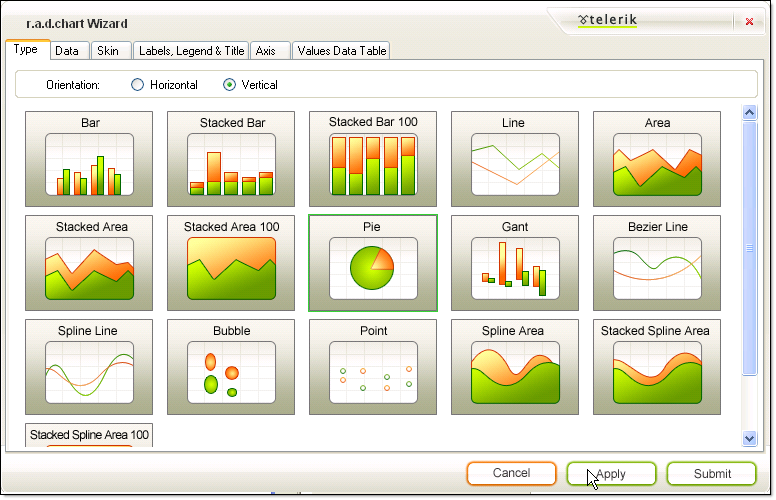 r.a.d.chart Wizard
telerik
Type Data Skin Labels, Legend & Title Axis Values Data Table
Orientation: Horizontal Vertical
Bar Stacked Bar Stacked Bar 100 Line Area
Stacked Area Stacked Area 100 Pie Gant Bezier Line
Spline Line Bubble Point Spline Area Stacked Spline Area
Stacked Spline Area 100
Cancel Apply Submit